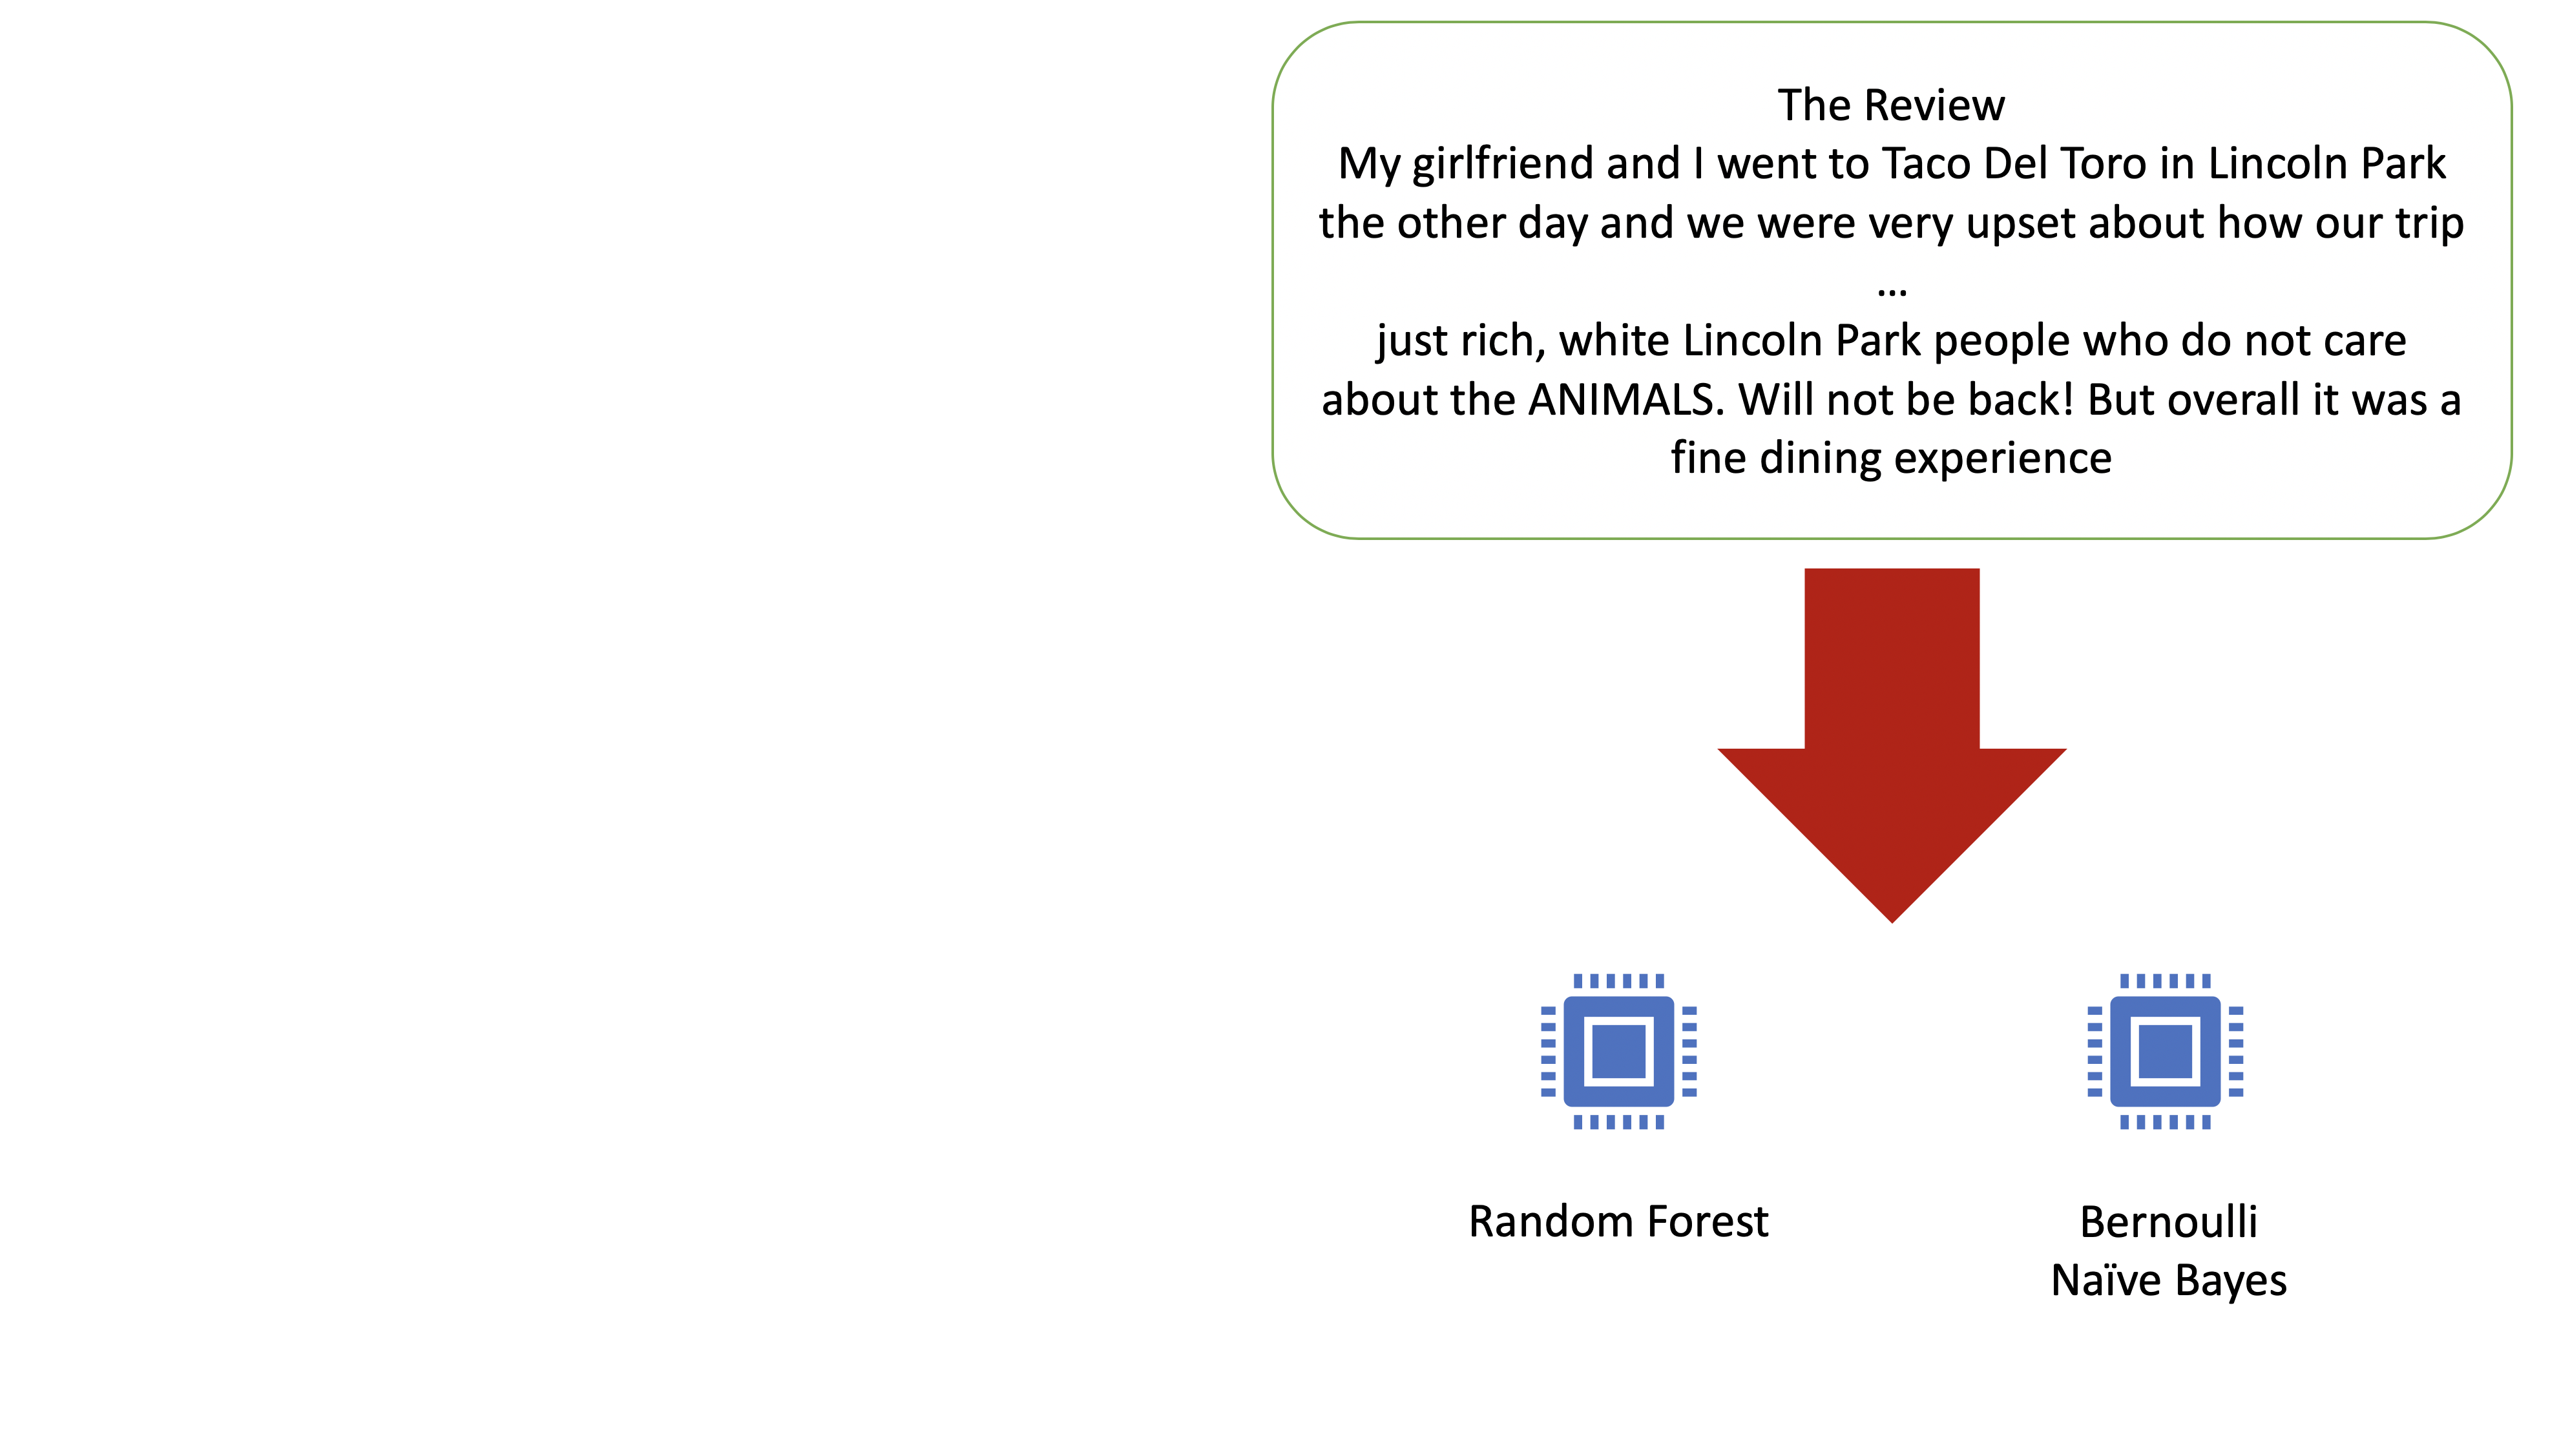 The Review
My girlfriend and I went to Taco Del Toro in Lincoln Park
the other day and we were very upset about how our trip
…
just rich, white Lincoln Park people who do not care
about the ANIMALS. Will not be back! But overall it was a
fine dining experience
Random Forest
Bernoulli
Naïve Bayes